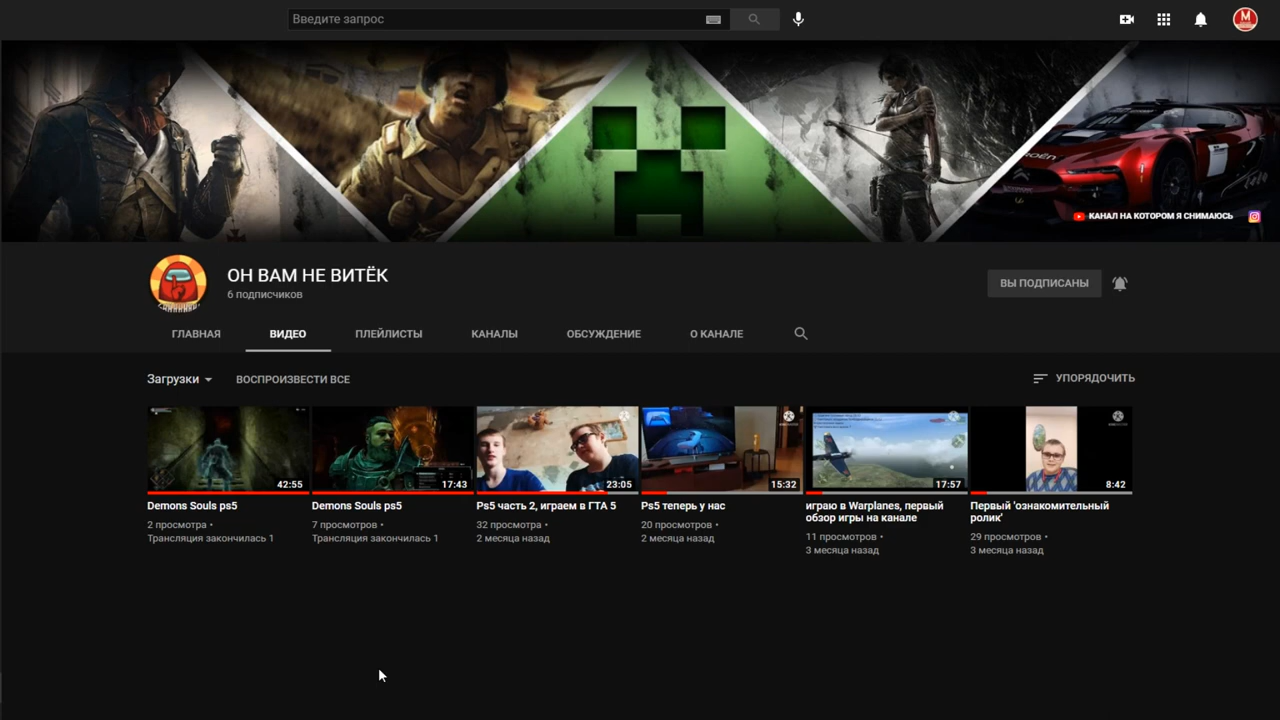 Введите запрос
M
CITROËN
КАНАЛ НА КОТОРОМ Я СНИМАЮСЬ
ОН ВАМ НЕ ВИТЁК
6 подписчиков
ВЫ ПОДПИСАНЫ
ГЛАВНАЯ
ВИДЕО
ПЛЕЙЛИСТЫ
КАНАЛЫ
ОБСУЖДЕНИЕ
О КАНАЛЕ
Загрузки
ВОСПРОИЗВЕСТИ ВСЕ
УПОРЯДОЧИТЬ
42:55
17:43
23:05
15:32
17:57
8:42
Demons Souls ps5
2 просмотра •
Трансляция закончилась 1
Demons Souls ps5
7 просмотров •
Трансляция закончилась 1
Ps5 часть 2, играем в ГТА 5
32 просмотра •
2 месяца назад
Ps5 теперь у нас
20 просмотров •
2 месяца назад
играю в Warplanes, первый
обзор игры на канале
11 просмотров •
3 месяца назад
Первый 'ознакомительный
ролик'
29 просмотров •
3 месяца назад